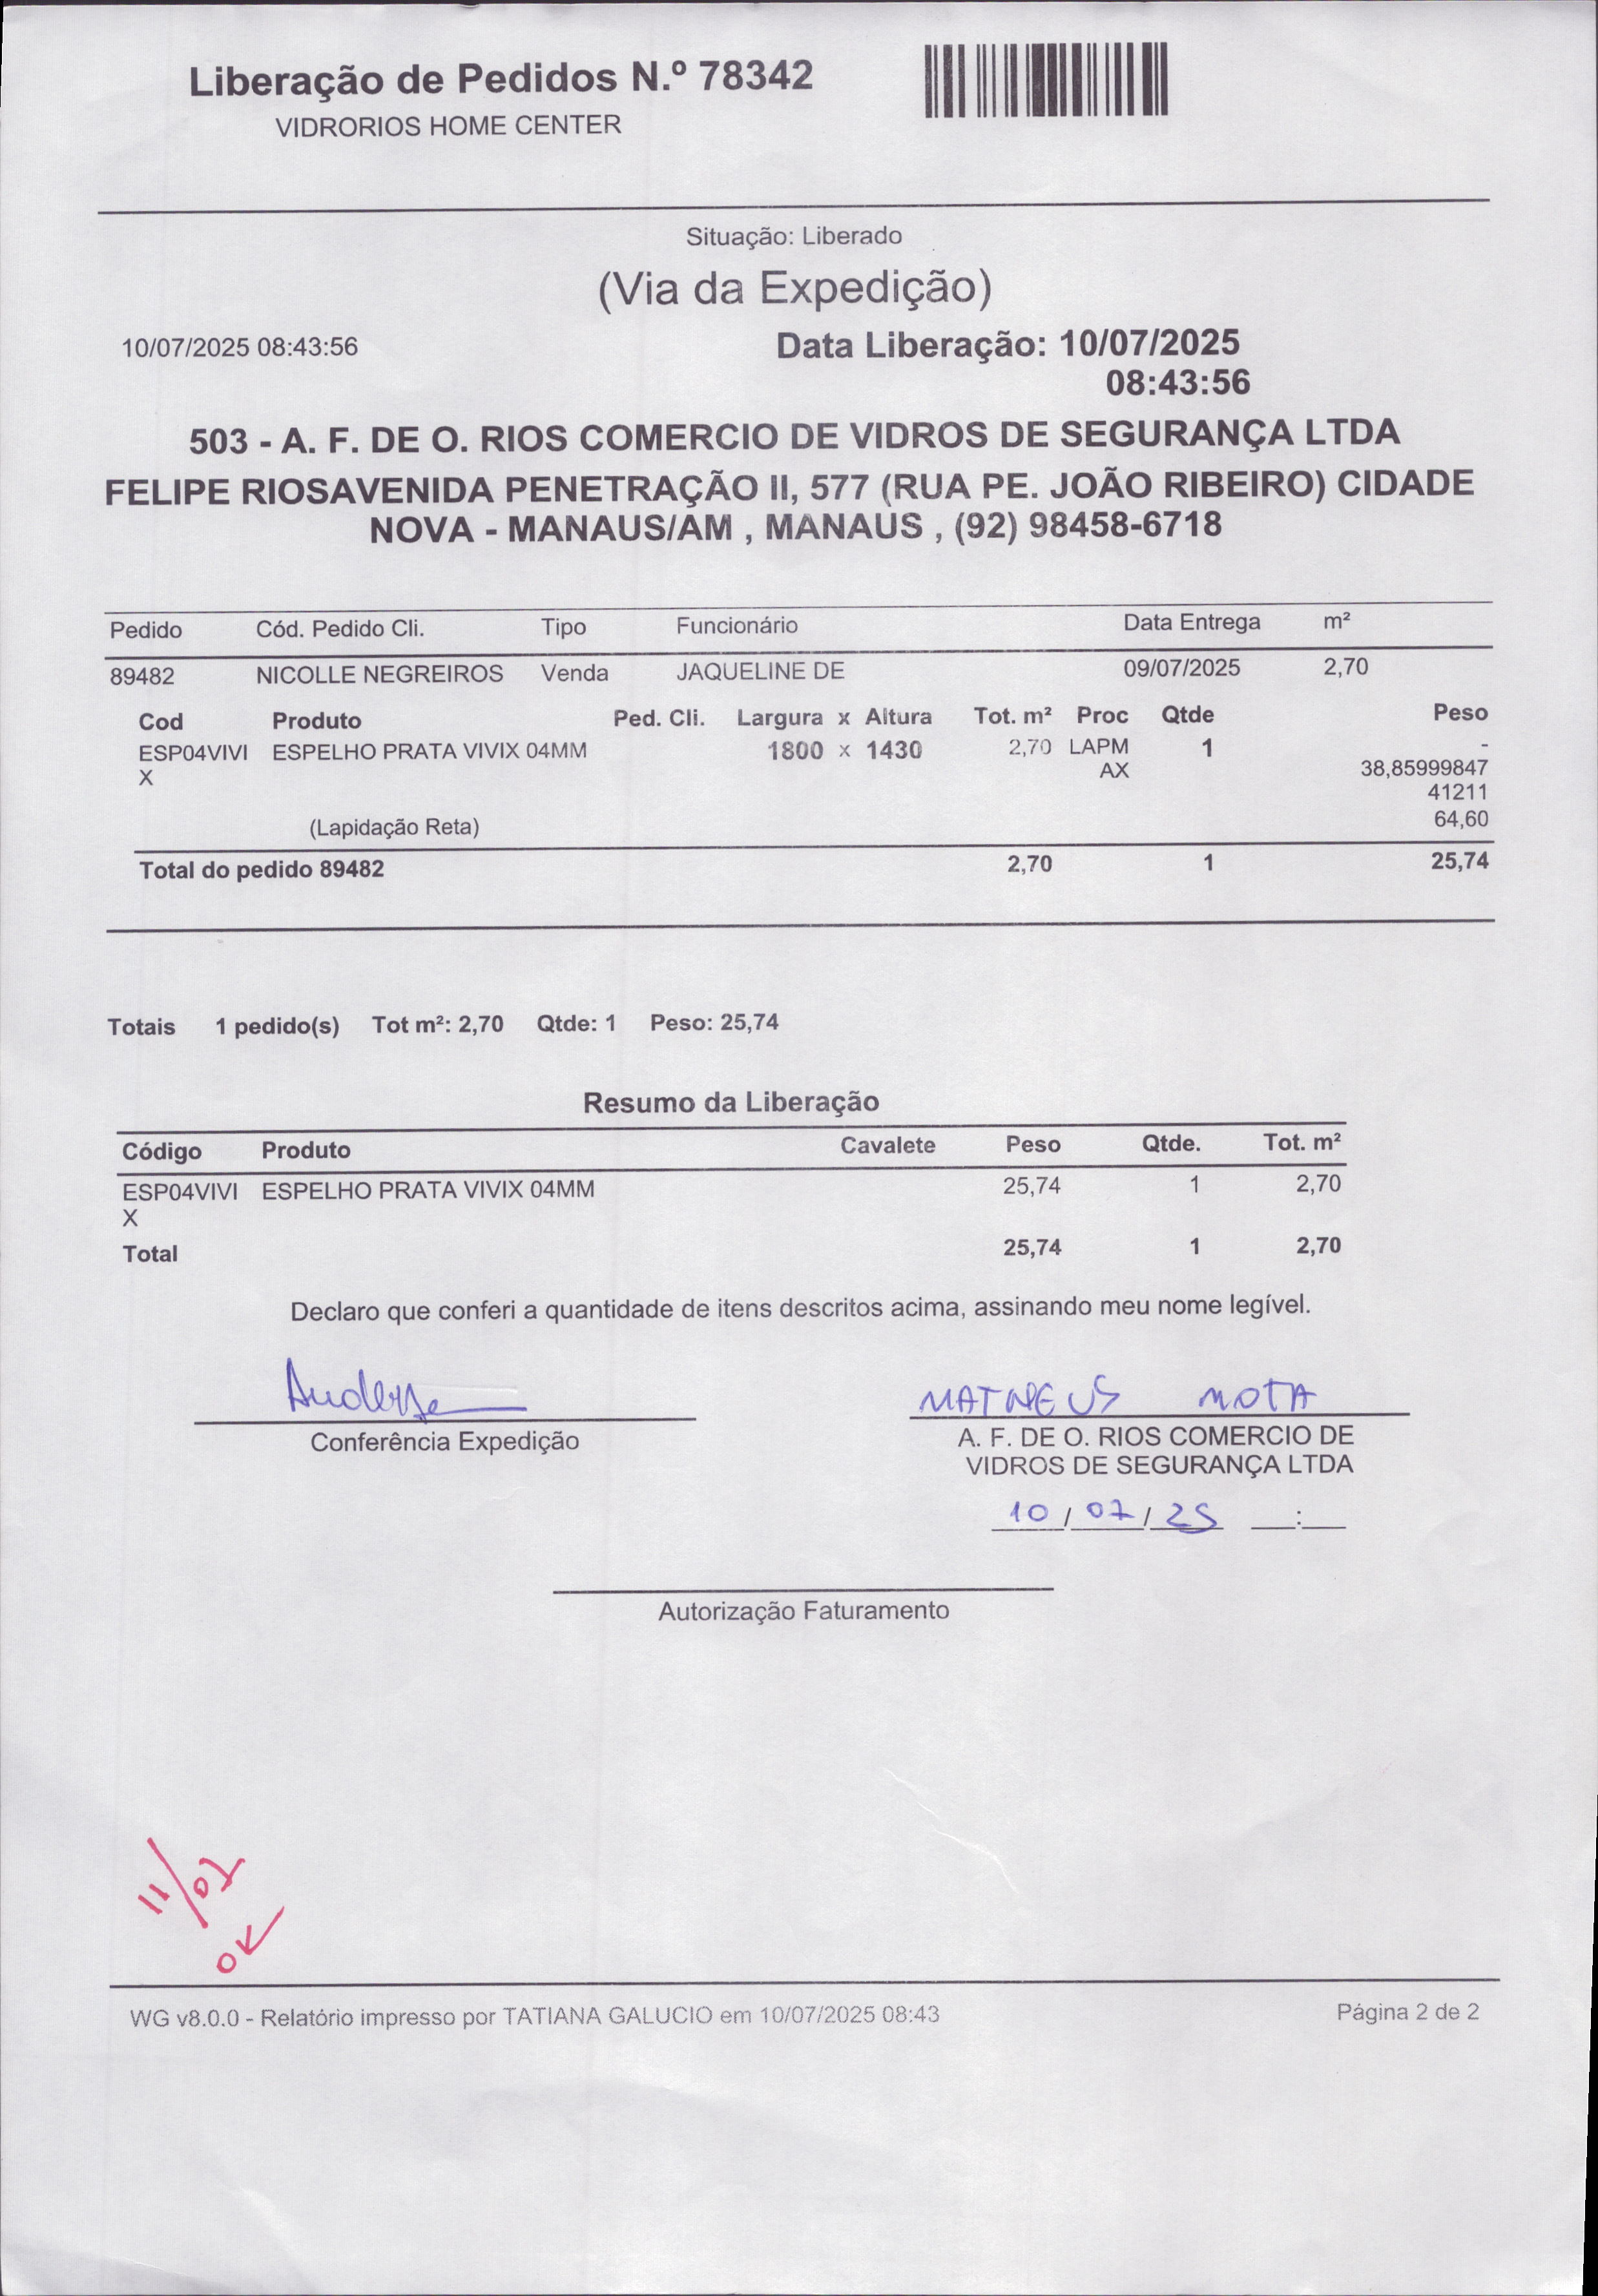 Liberação de Pedidos N.º 78342
VIDRORIOS HOME CENTER
Situação: Liberado
(Via da Expedição)
10/07/2025 08:43:56 Data Liberação: 10/07/2025
08:43:56
503 - A. F. DE O. RIOS COMERCIO DE VIDROS DE SEGURANÇA LTDA
FELIPE RIOSAVENIDA PENETRAÇÃO II, 577 (RUA PE. JOÃO RIBEIRO) CIDADE
NOVA - MANAUS/AM , MANAUS , (92) 98458-6718
Pedido Cód. Pedido Cli. Tipo Funcionário Data Entrega m²
89482 NICOLLE NEGREIROS Venda JAQUELINE DE 09/07/2025 2,70
Cod Produto Ped. Cli. Largura x Altura Tot. m² Proc Qtde Peso
ESP04VIVI ESPELHO PRATA VIVIX 04MM 1800 x 1430 2,70 LAPM 1 -
X AX 38,85999847
41211
(Lapidação Reta) 64,60
Total do pedido 89482 2,70 1 25,74
Totais 1 pedido(s) Tot m²: 2,70 Qtde: 1 Peso: 25,74
Resumo da Liberação
Código Produto Cavalete Peso Qtde. Tot. m²
ESP04VIVI ESPELHO PRATA VIVIX 04MM 25,74 1 2,70
X
Total 25,74 1 2,70
Declaro que conferi a quantidade de itens descritos acima, assinando meu nome legível.
MATHEUS MOTA
Conferência Expedição A. F. DE O. RIOS COMERCIO DE
VIDROS DE SEGURANÇA LTDA
10/07/25 __:__
Autorização Faturamento
11/07
OK
WG v8.0.0 - Relatório impresso por TATIANA GALUCIO em 10/07/2025 08:43 Página 2 de 2